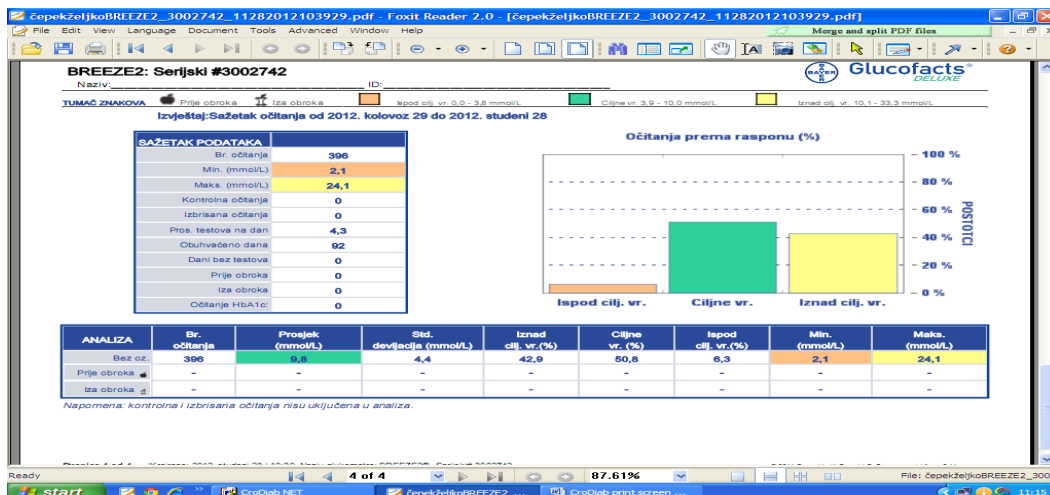 čepekželjkoBREEZE2_3002742_11282012103929.pdf - Foxit Reader 2.0 - [čepekželjkoBREEZE2_3002742_11282012103929.pdf]
File Edit View Language Document Tools Advanced Window Help
Merge and split PDF files
BREEZE2: Serijski #3002742
BAYER
Glucofacts®
DELUXE
Naziv: ID:
TUMAČ ZNAKOVA Prije obroka Iza obroka Ispod cilj. vr. 0,0 - 3,8 mmol/L Ciljne vr. 3,9 - 10,0 mmol/L Iznad cilj. vr. 10,1 - 33,3 mmol/L
Izvještaj:Sažetak očitanja od 2012. kolovoz 29 do 2012. studeni 28
SAŽETAK PODATAKA
Br. očitanja 396
Min. (mmol/L) 2,1
Maks. (mmol/L) 24,1
Kontrolna očitanja 0
Izbrisana očitanja 0
Pros. testova na dan 4,3
Obuhvaćeno dana 92
Dani bez testova 0
Prije obroka 0
Iza obroka 0
Očitanje HbA1c: 0
Očitanja prema rasponu (%)
100 %
80 %
60 %
40 %
20 %
0 %
POSTOTCI
Ispod cilj. vr. Ciljne vr. Iznad cilj. vr.
ANALIZA Br. očitanja Prosjek (mmol/L) Std. devijacija (mmol/L) Iznad cilj. vr.(%) Ciljne vr. (%) Ispod cilj. vr.(%) Min. (mmol/L) Maks. (mmol/L)
Bez oz. 396 9,8 4,4 42,9 50,8 6,3 2,1 24,1
Prije obroka - - - - - - - -
Iza obroka - - - - - - - -
Napomena: kontrolna i izbrisana očitanja nisu uključena u analiza.
Ready 4 of 4 87.61% File: čepekželjkoBREEZE2_300
start CroDiab NET čepekželjkoBREEZE2_... CroDiab print screen ... 11:15